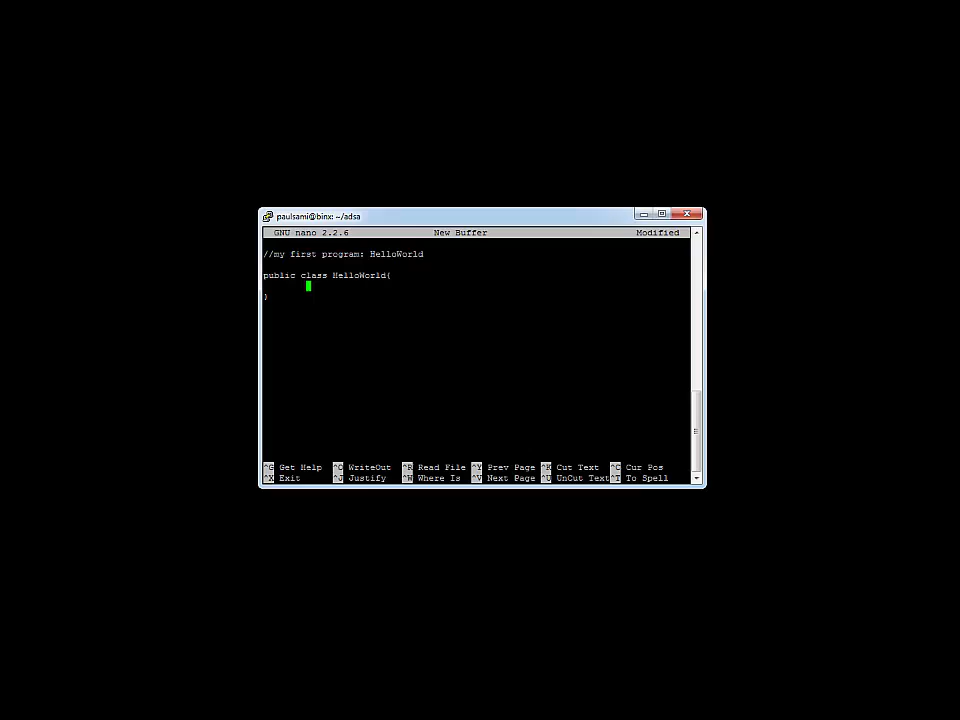 paulsami@binx: ~/adsa
GNU nano 2.2.6 New Buffer Modified
//my first program: HelloWorld
public class HelloWorld{
}
^G Get Help ^O WriteOut ^R Read File ^Y Prev Page ^K Cut Text ^C Cur Pos
^X Exit ^J Justify ^W Where Is ^V Next Page ^U UnCut Text ^T To Spell